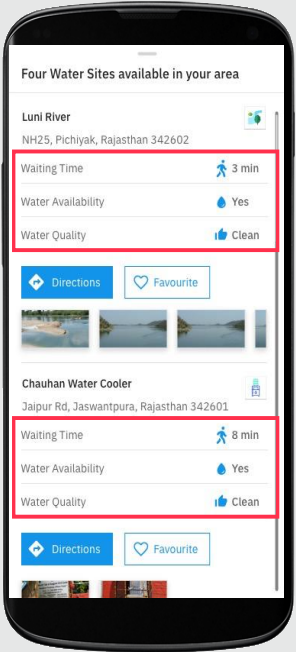 Four Water Sites available in your area
Luni River
NH25, Pichiyak, Rajasthan 342602
Waiting Time 3 min
Water Availability Yes
Water Quality Clean
Directions Favourite
Chauhan Water Cooler
Jaipur Rd, Jaswantpura, Rajasthan 342601
Waiting Time 8 min
Water Availability Yes
Water Quality Clean
Directions Favourite